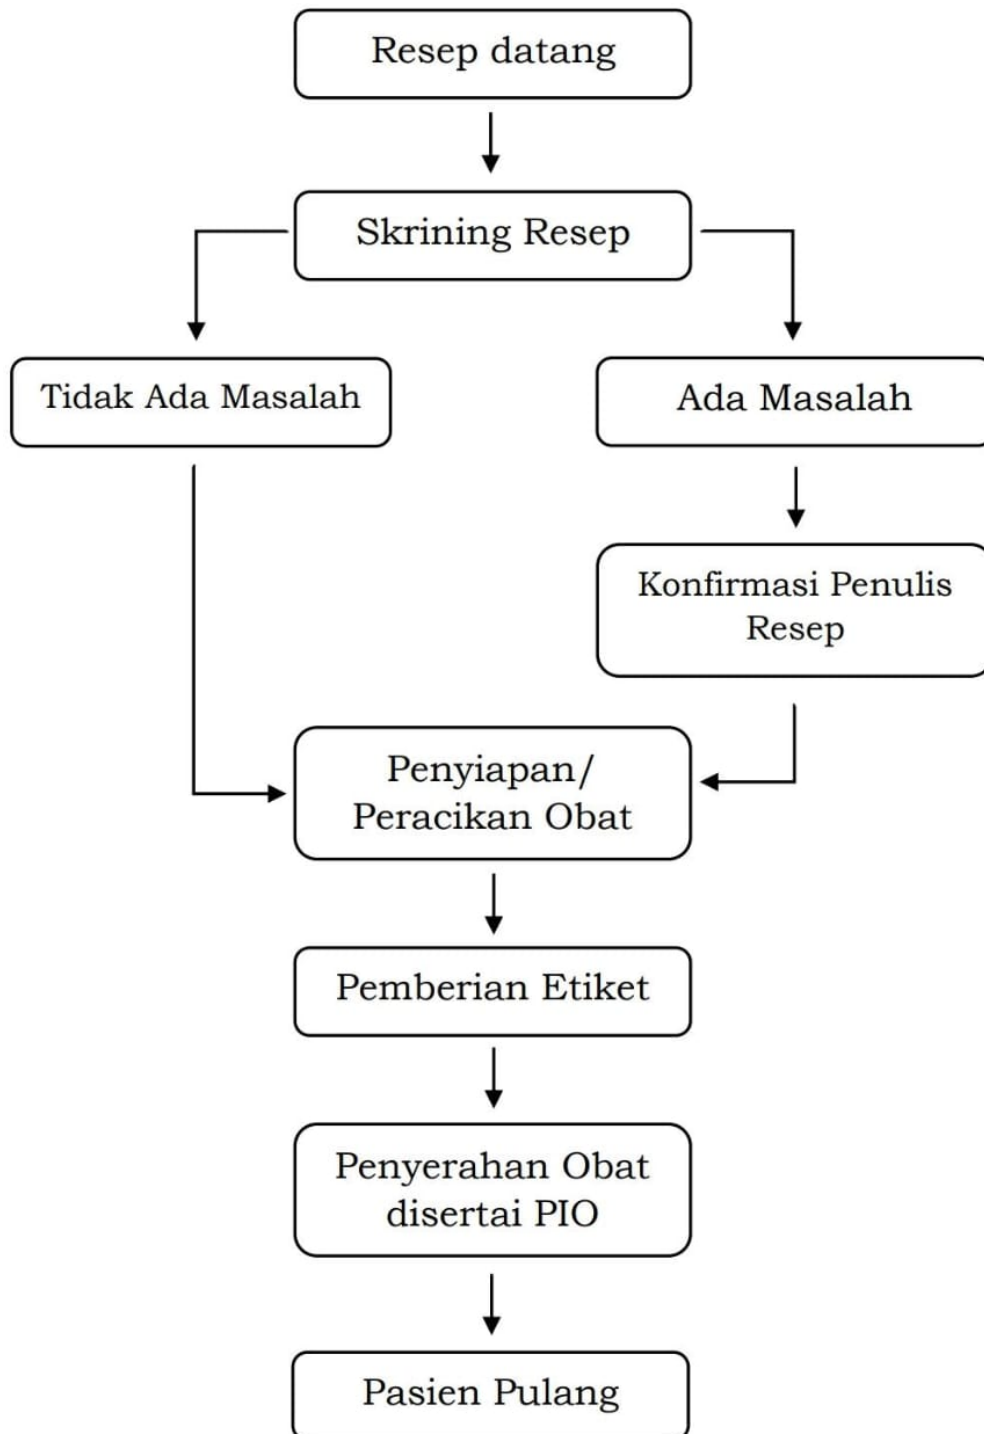 Resep datang
Skrining Resep
Tidak Ada Masalah
Ada Masalah
Konfirmasi Penulis
Resep
Penyiapan/
Peracikan Obat
Pemberian Etiket
Penyerahan Obat
disertai PIO
Pasien Pulang